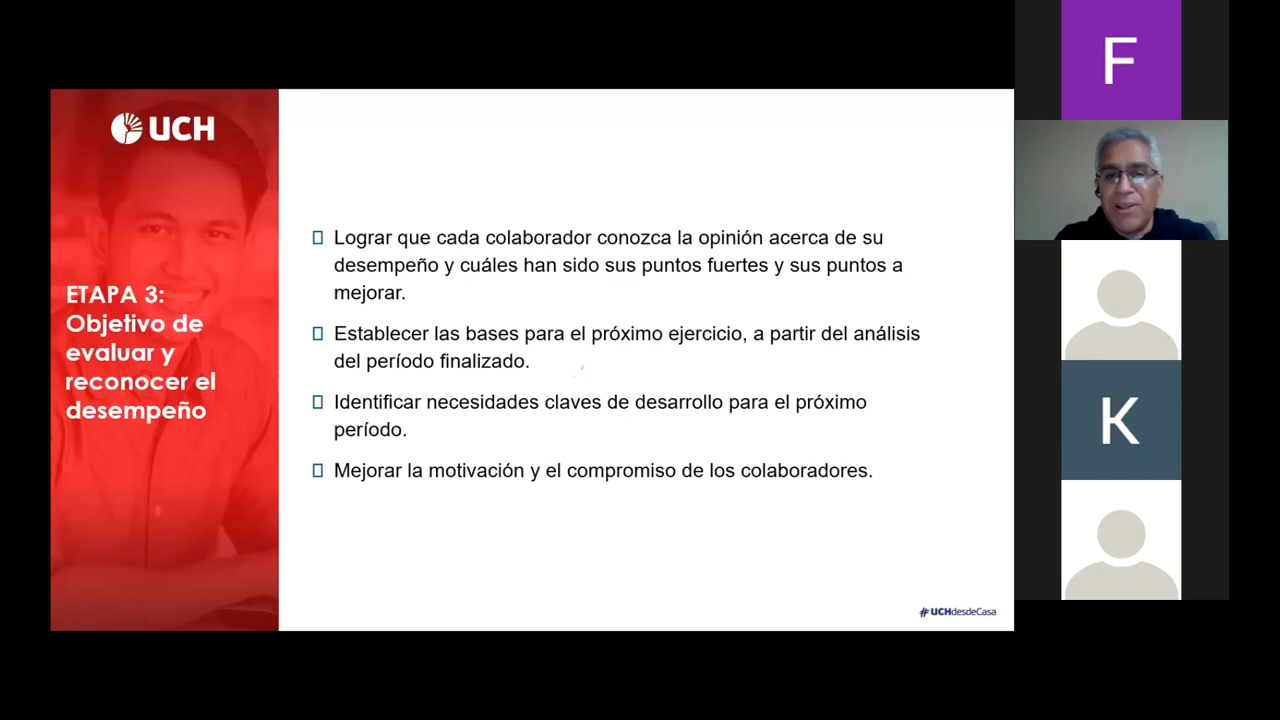 UCH
ETAPA 3:
Objetivo de
evaluar y
reconocer el
desempeño
Lograr que cada colaborador conozca la opinión acerca de su
desempeño y cuáles han sido sus puntos fuertes y sus puntos a
mejorar.
Establecer las bases para el próximo ejercicio, a partir del análisis
del período finalizado.
Identificar necesidades claves de desarrollo para el próximo
período.
Mejorar la motivación y el compromiso de los colaboradores.
#UCHdesdeCasa
F
K